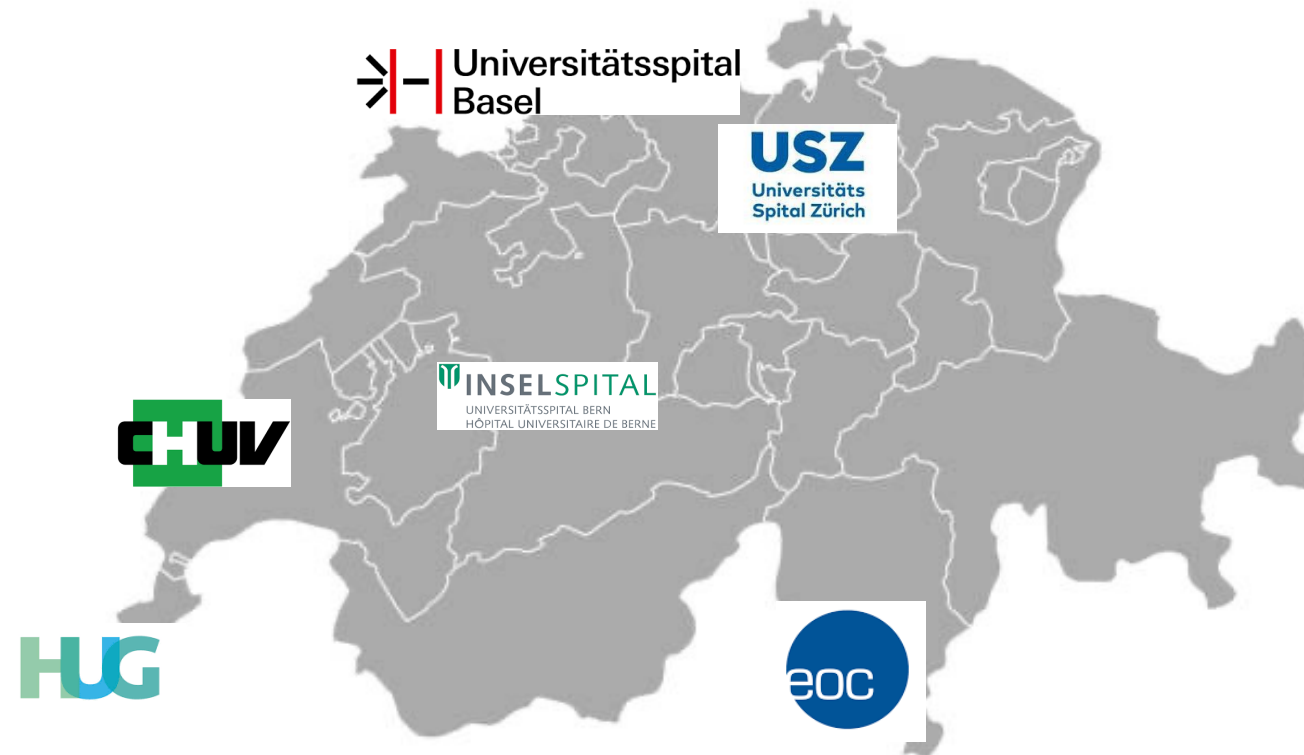 Universitätsspital
Basel
USZ
Universitäts
Spital Zürich
INSELSPITAL
UNIVERSITÄTSSPITAL BERN
HÔPITAL UNIVERSITAIRE DE BERNE
CHUV
HUG
eoc